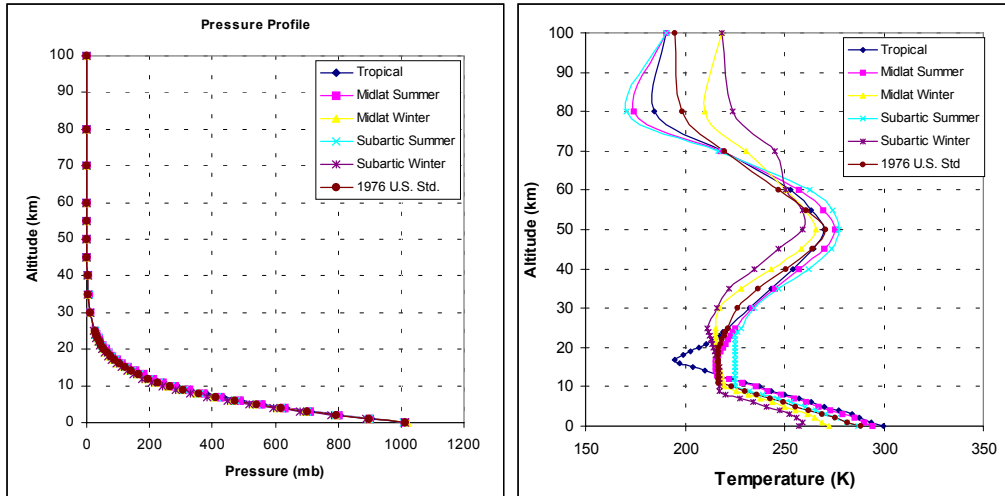 Pressure Profile
100
90
80
70
60
50
40
30
20
10
0
Altitude (km)
0 200 400 600 800 1000 1200
Pressure (mb)
Tropical
Midlat Summer
Midlat Winter
Subartic Summer
Subartic Winter
1976 U.S. Std.
100
90
80
70
60
50
40
30
20
10
0
Altitude (km)
150 200 250 300 350
Temperature (K)
Tropical
Midlat Summer
Midlat Winter
Subartic Summer
Subartic Winter
1976 U.S. Std